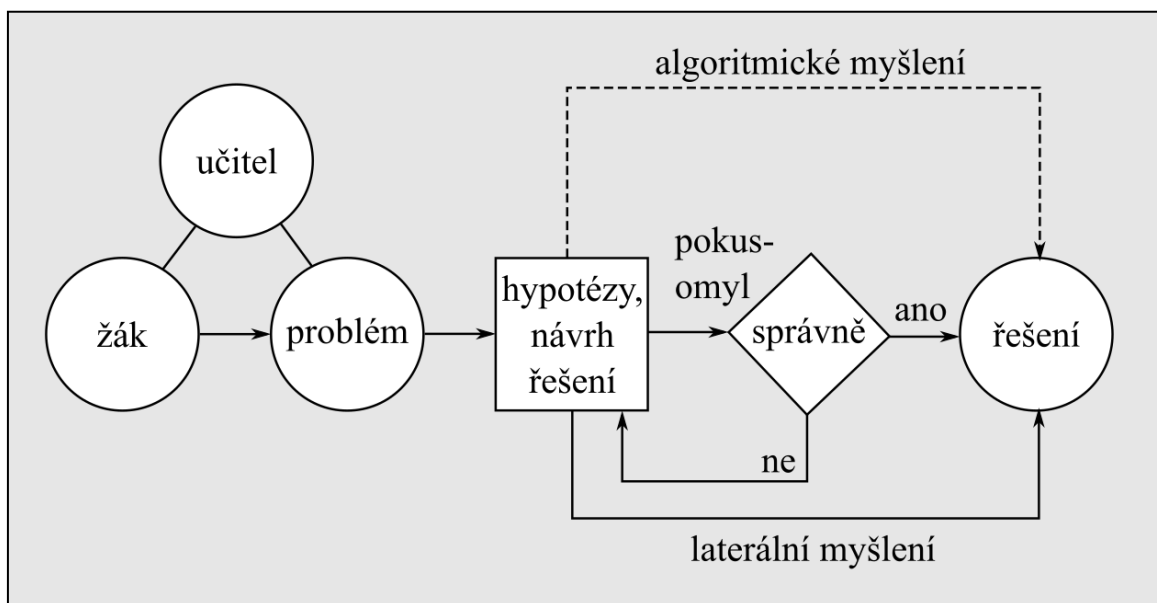 algoritmické myšlení
učitel
žák
problém
hypotézy,
návrh
řešení
pokus-
omyl
správně
ano
řešení
ne
laterální myšlení